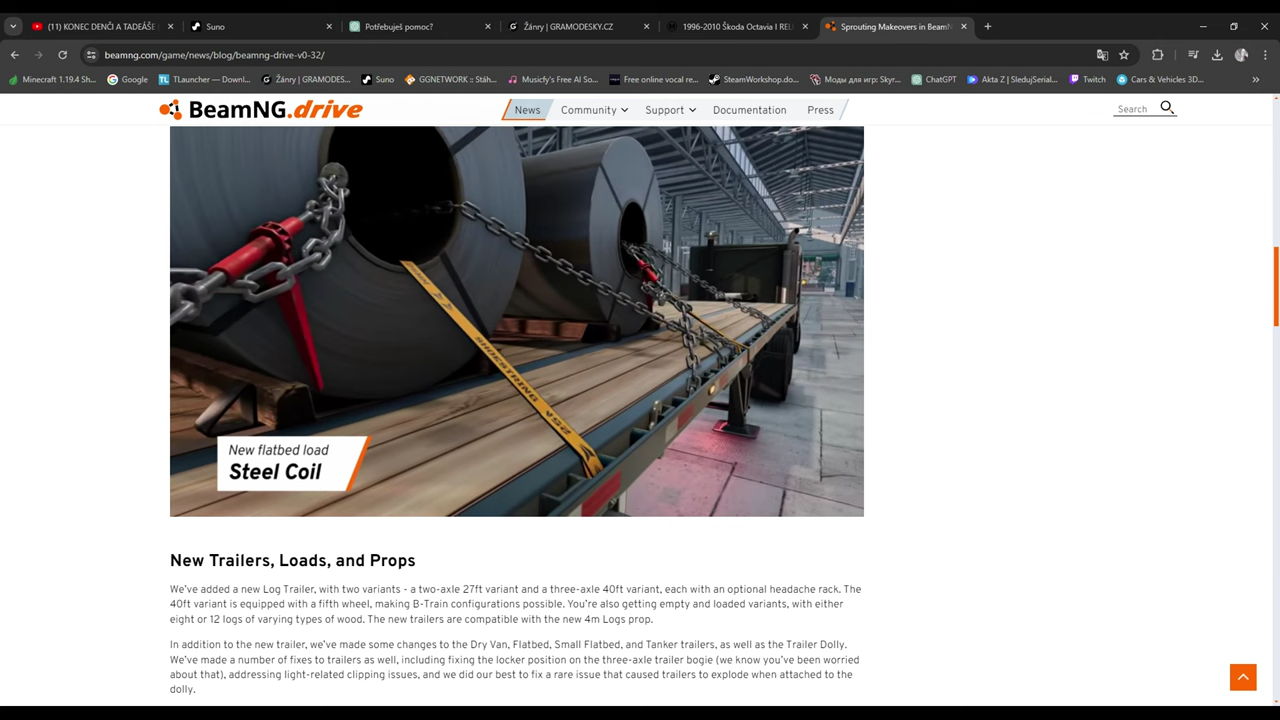 (11) KONEC DENČI A TADEÁŠE
Suno
Potřebuješ pomoc?
Žánry | GRAMODESKY.CZ
1996-2010 Škoda Octavia I REL
Sprouting Makeovers in BeamN
beamng.com/game/news/blog/beamng-drive-v0-32/
Minecraft 1.19.4 Sh...
Google
TLauncher — Downl...
Žánry | GRAMODES...
Suno
GGNETWORK :: Stáh...
Musicfy's Free AI So...
Free online vocal re...
SteamWorkshop.do...
Моды для игр: Skyr...
ChatGPT
Akta Z | SledujSerial...
Twitch
Cars & Vehicles 3D...
BeamNG.drive
News
Community
Support
Documentation
Press
Search
SHOESTRING
New flatbed load
Steel Coil
New Trailers, Loads, and Props
We've added a new Log Trailer, with two variants - a two-axle 27ft variant and a three-axle 40ft variant, each with an optional headache rack. The
40ft variant is equipped with a fifth wheel, making B-Train configurations possible. You're also getting empty and loaded variants, with either
eight or 12 logs of varying types of wood. The new trailers are compatible with the new 4m Logs prop.
In addition to the new trailer, we've made some changes to the Dry Van, Flatbed, Small Flatbed, and Tanker trailers, as well as the Trailer Dolly.
We've made a number of fixes to trailers as well, including fixing the locker position on the three-axle trailer bogie (we know you've been worried
about that), addressing light-related clipping issues, and we did our best to fix a rare issue that caused trailers to explode when attached to the
dolly.